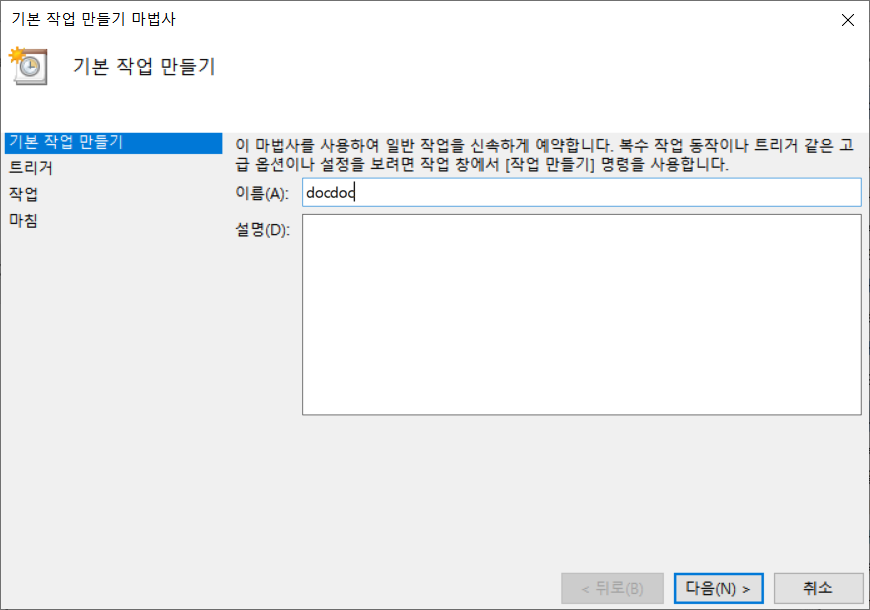 기본 작업 만들기 마법사
기본 작업 만들기
기본 작업 만들기
트리거
작업
마침
이 마법사를 사용하여 일반 작업을 신속하게 예약합니다. 복수 작업 동작이나 트리거 같은 고
급 옵션이나 설정을 보려면 작업 창에서 [작업 만들기] 명령을 사용합니다.
이름(A): docdoc
설명(D):
< 뒤로(B) 다음(N) > 취소